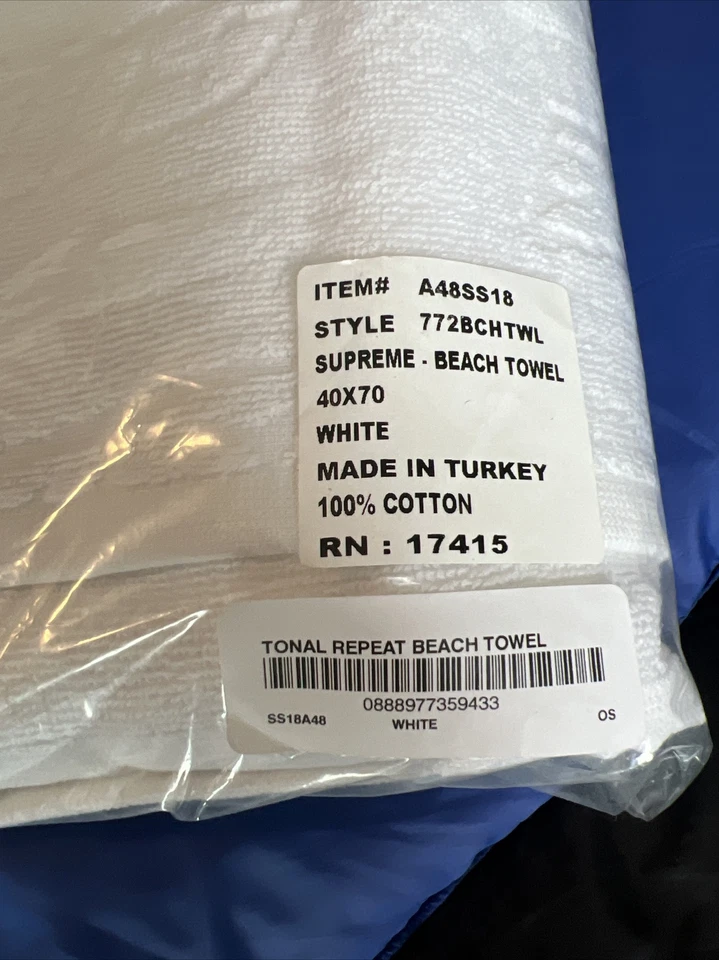 ITEM# A48SS18
STYLE 772BCHTWL
SUPREME - BEACH TOWEL
40X70
WHITE
MADE IN TURKEY
100% COTTON
RN : 17415
TONAL REPEAT BEACH TOWEL
0888977359433
SS18A48 WHITE OS